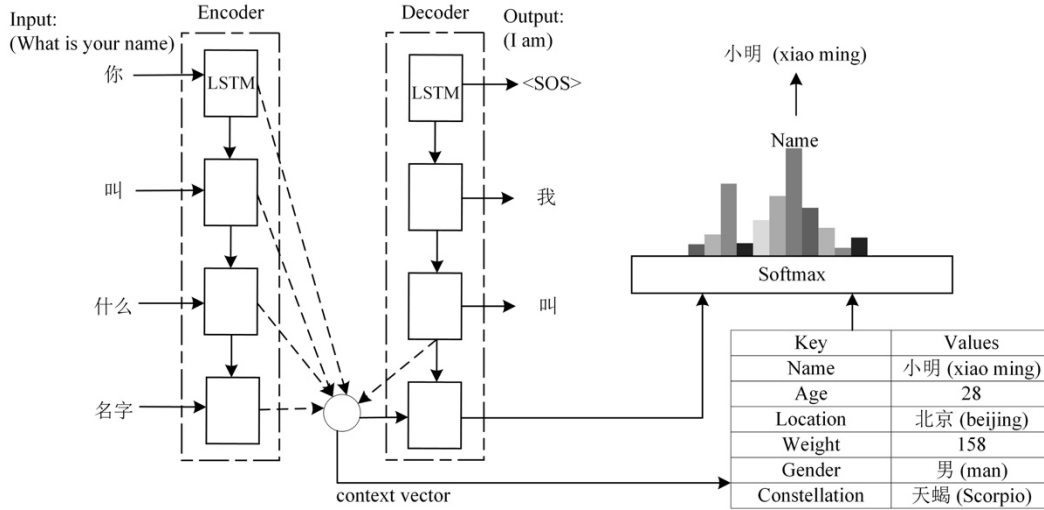 Input:
(What is your name)
Encoder
Decoder
Output:
(I am)
你
LSTM
LSTM
<SOS>
叫
我
什么
叫
名字
context vector
小明 (xiao ming)
Name
Softmax
Key Values
Name 小明 (xiao ming)
Age 28
Location 北京 (beijing)
Weight 158
Gender 男 (man)
Constellation 天蝎 (Scorpio)